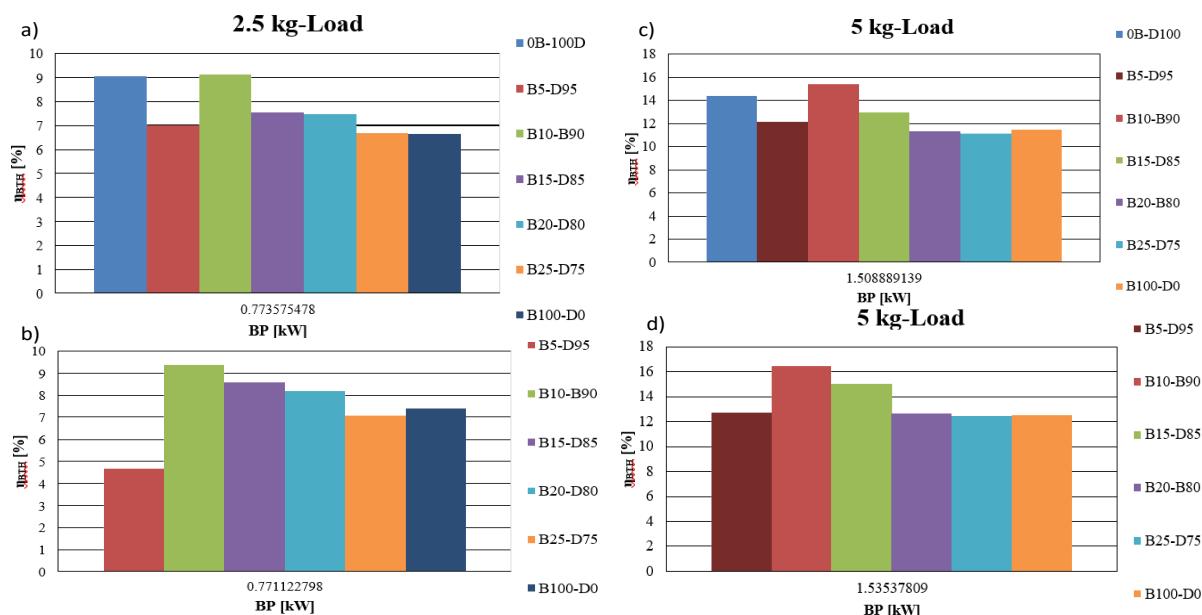 a)
2.5 kg-Load
10
9
8
7
6
5
4
3
2
1
0
ηBTH [%]
0.773575478
BP [kW]
0B-100D
B5-D95
B10-B90
B15-D85
B20-D80
B25-D75
B100-D0
b)
10
9
8
7
6
5
4
3
2
1
0
ηBTH [%]
0.771122798
BP [kW]
B5-D95
B10-B90
B15-D85
B20-D80
B25-D75
B100-D0
c)
5 kg-Load
18
16
14
12
10
8
6
4
2
0
ηBTH [%]
1.508889139
BP [kW]
0B-D100
B5-D95
B10-B90
B15-D85
B20-B80
B25-D75
B100-D0
d)
5 kg-Load
18
16
14
12
10
8
6
4
2
0
ηBTH [%]
1.53537809
BP [kW]
B5-D95
B10-B90
B15-D85
B20-B80
B25-D75
B100-D0